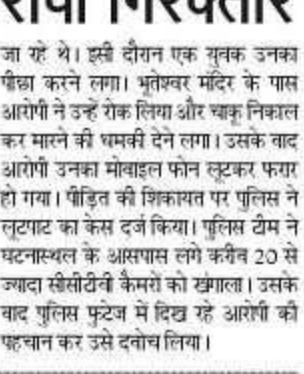 गिरफ्तार
जा रहे थे। इसी दौरान एक युवक उनका
पीछा करने लगा। भूतेश्वर मंदिर के पास
आरोपी ने उन्हें रोक लिया और चाकू निकाल
कर मारने की धमकी देने लगा। उसके बाद
आरोपी उनका मोबाइल फोन लूटकर फरार
हो गया। पीड़ित की शिकायत पर पुलिस ने
लूटपाट का केस दर्ज किया। पुलिस टीम ने
घटनास्थल के आसपास लगे करीब 20 से
ज्यादा सीसीटीवी कैमरों को खंगाला। उसके
बाद पुलिस फुटेज में दिख रहे आरोपी की
पहचान कर उसे दबोच लिया।